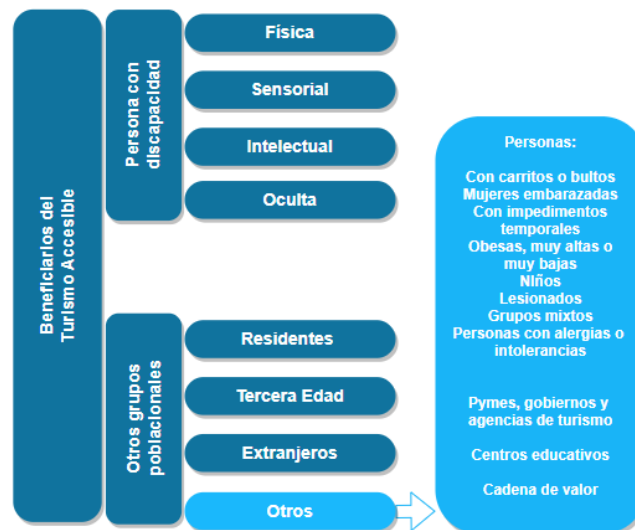 Beneficiarios del
Turismo Accesible
Persona con
discapacidad
Física
Sensorial
Intelectual
Oculta
Otros grupos
poblacionales
Residentes
Tercera Edad
Extranjeros
Otros
Personas:
Con carritos o bultos
Mujeres embarazadas
Con impedimentos
temporales
Obesas, muy altas o
muy bajas
NIños
Lesionados
Grupos mixtos
Personas con alergias o
intolerancias
Pymes, gobiernos y
agencias de turismo
Centros educativos
Cadena de valor